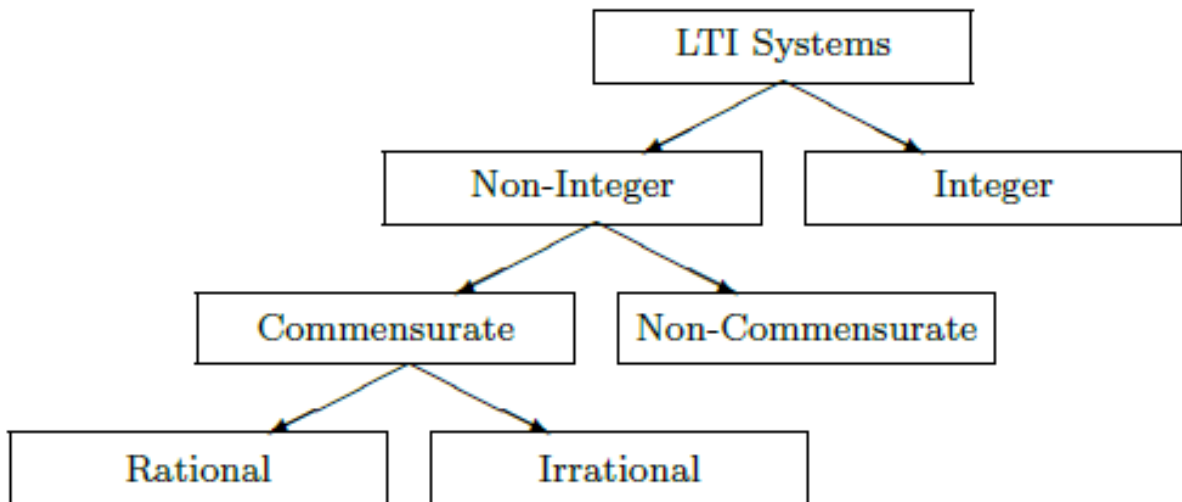 LTI Systems
Non-Integer
Integer
Commensurate
Non-Commensurate
Rational
Irrational